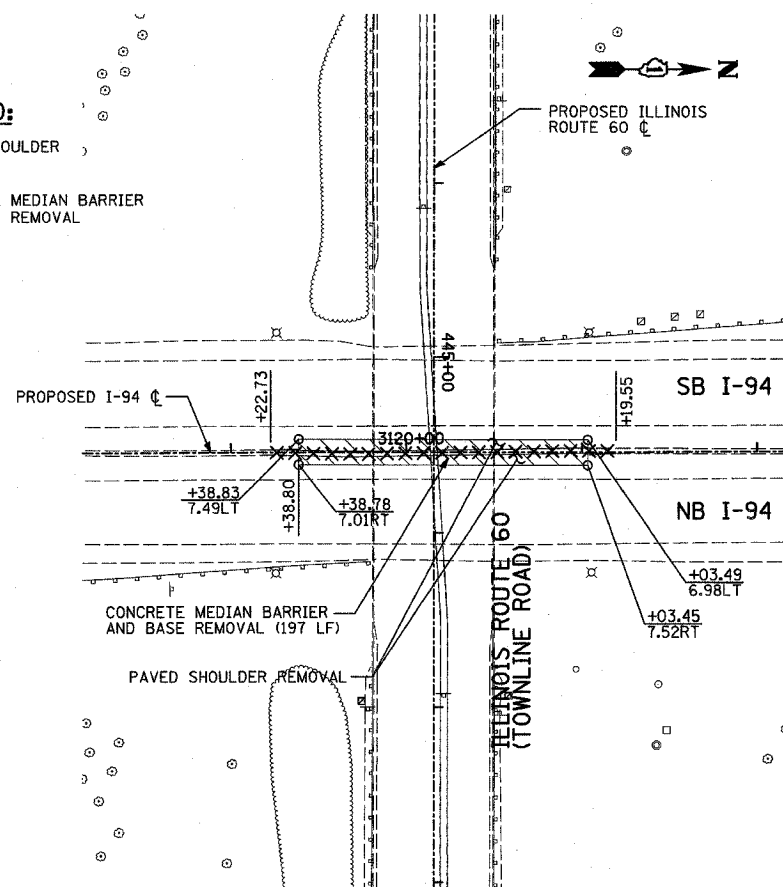 D:
OULDER
MEDIAN BARRIER
REMOVAL
N
PROPOSED ILLINOIS
ROUTE 60 ℄
445+00
PROPOSED I-94 ℄
+22.73
+19.55
SB I-94
3120+00
+38.83
7.49LT
+38.80
+38.78
7.01RT
NB I-94
+03.49
6.98LT
+03.45
7.52RT
CONCRETE MEDIAN BARRIER
AND BASE REMOVAL (197 LF)
PAVED SHOULDER REMOVAL
ILLINOIS ROUTE 60
(TOWNLINE ROAD)